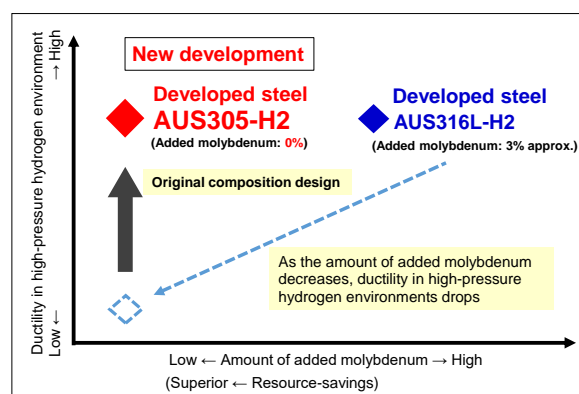 New development
Developed steel
AUS305-H2
(Added molybdenum: 0%)
Developed steel
AUS316L-H2
(Added molybdenum: 3% approx.)
Original composition design
As the amount of added molybdenum
decreases, ductility in high-pressure
hydrogen environments drops
Ductility in high-pressure hydrogen environment
Low ← → High
Low ← Amount of added molybdenum → High
(Superior ← Resource-savings)